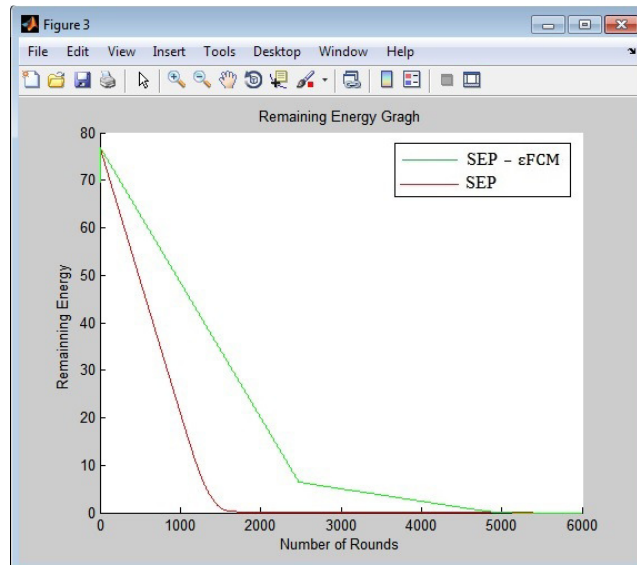 Figure 3
File Edit View Insert Tools Desktop Window Help
Remaining Energy Gragh
80
70
60
50
40
30
20
10
0
Remainning Energy
SEP – εFCM
SEP
0 1000 2000 3000 4000 5000 6000
Number of Rounds